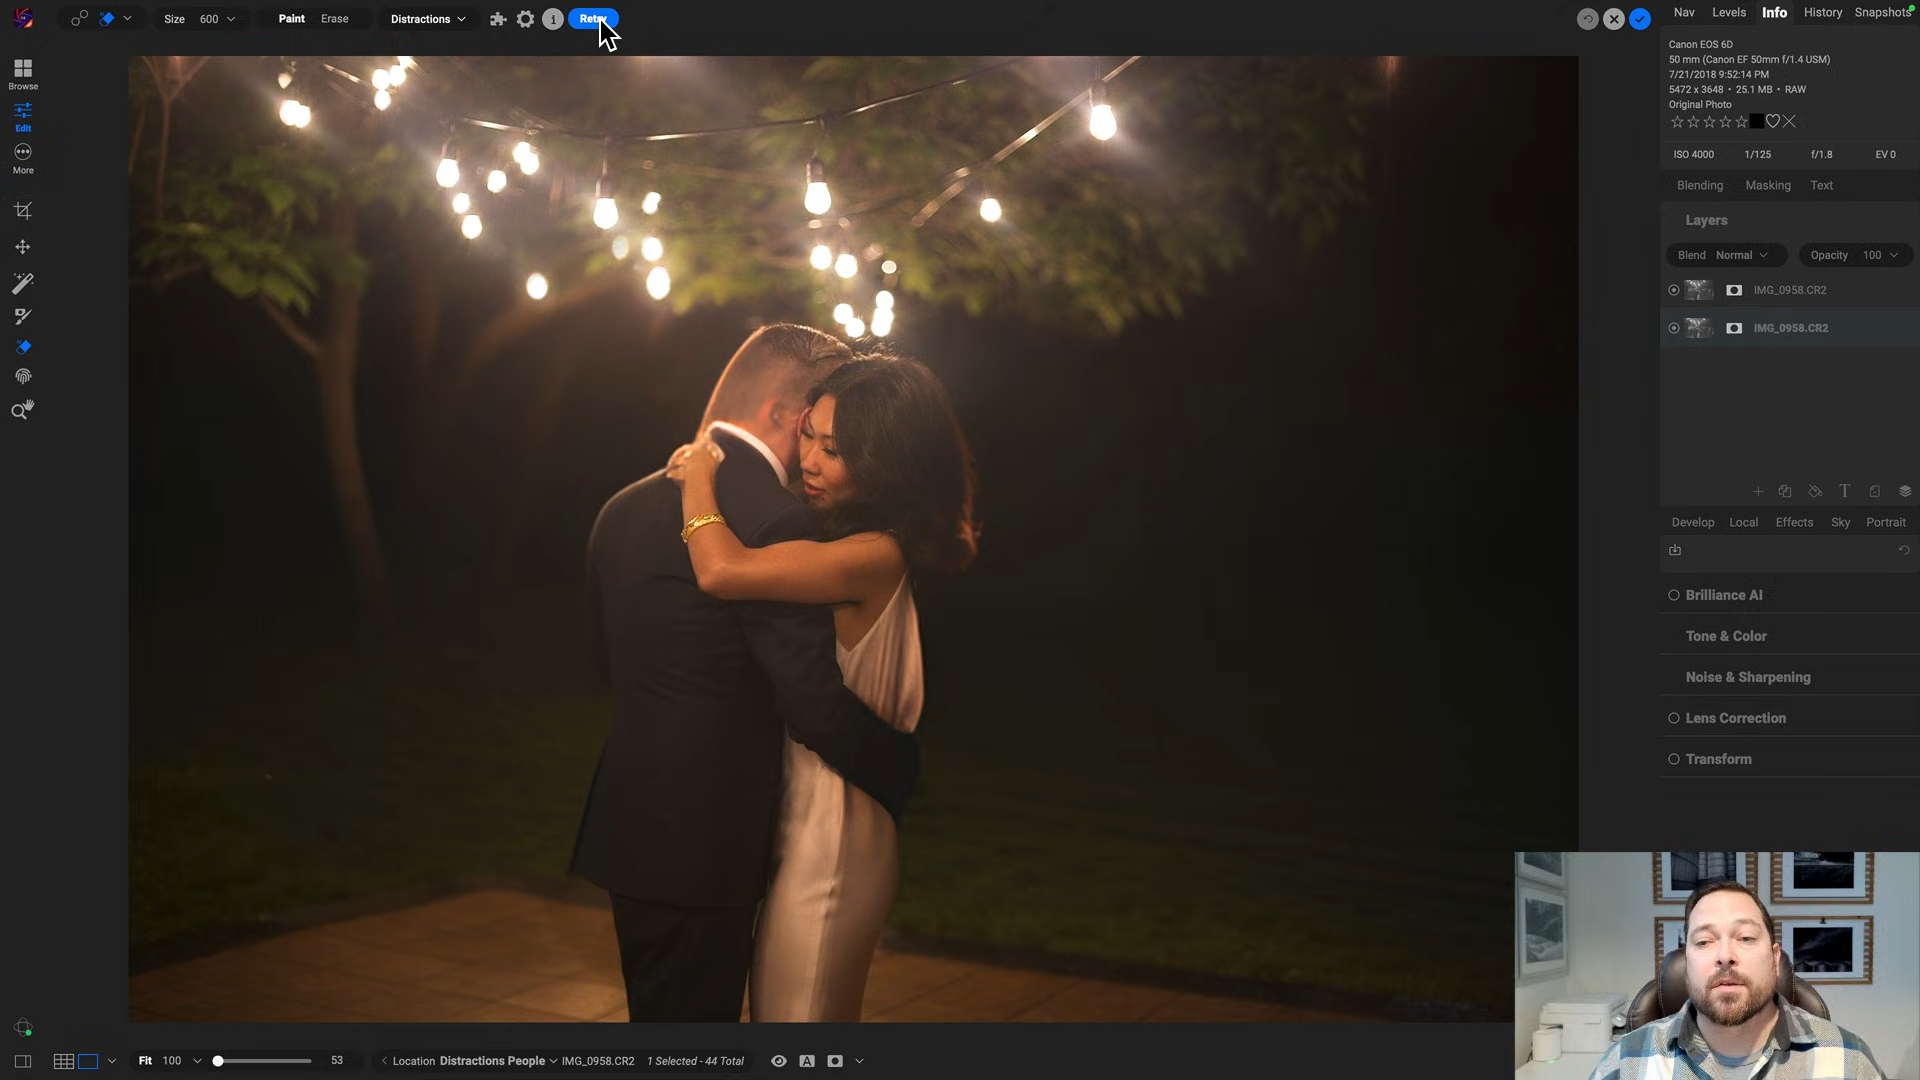 Size 600 Paint Erase Distractions Retry
Nav Levels Info History Snapshots
Canon EOS 6D
50 mm (Canon EF 50mm f/1.4 USM)
7/21/2018 9:52:14 PM
5472 x 3648 • 25.1 MB • RAW
Original Photo
ISO 4000 1/125 f/1.8 EV 0
Blending Masking Text
Layers
Blend Normal Opacity 100
IMG_0958.CR2
IMG_0958.CR2
Develop Local Effects Sky Portrait
Brilliance AI
Tone & Color
Noise & Sharpening
Lens Correction
Transform
Browse
Edit
More
Fit 100 53 Location Distractions People IMG_0958.CR2 1 Selected - 44 Total